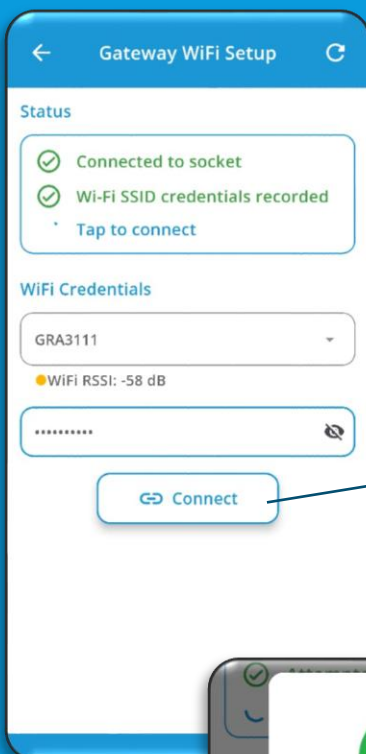 Gateway WiFi Setup
Status
Connected to socket
Wi-Fi SSID credentials recorded
Tap to connect
WiFi Credentials
GRA3111
WiFi RSSI: -58 dB
••••••••••
Connect